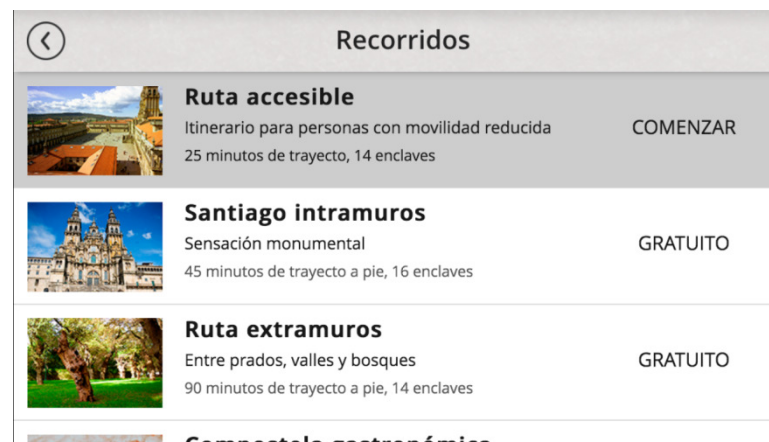 Recorridos
Ruta accesible
Itinerario para personas con movilidad reducida
25 minutos de trayecto, 14 enclaves
COMENZAR
Santiago intramuros
Sensación monumental
45 minutos de trayecto a pie, 16 enclaves
GRATUITO
Ruta extramuros
Entre prados, valles y bosques
90 minutos de trayecto a pie, 14 enclaves
GRATUITO
Compostela gastronómica